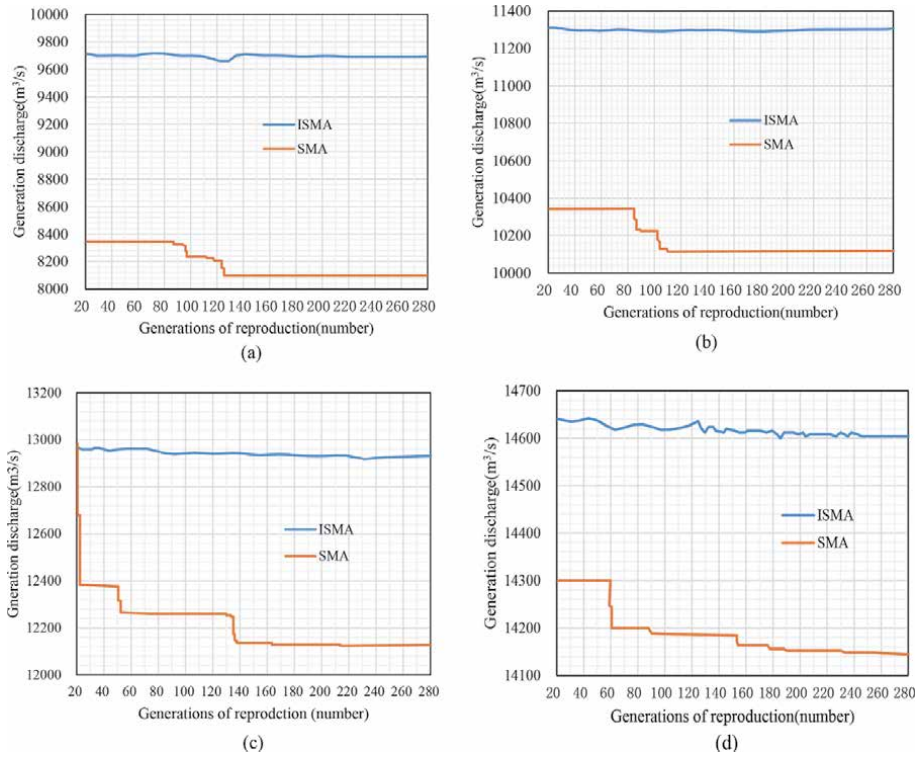 10000
9800
9600
9400
9200
9000
8800
8600
8400
8200
8000
Generation discharge(m³/s)
ISMA
SMA
20 40 60 80 100 120 140 160 180 200 220 240 260 280
Generations of reproduction(number)
(a)
11400
11200
11000
10800
10600
10400
10200
10000
Generation discharge(m³/s)
ISMA
SMA
20 40 60 80 100 120 140 160 180 200 220 240 260 280
Generations of reproduction(number)
(b)
13200
13000
12800
12600
12400
12200
12000
Gneration discharge(m3/s)
ISMA
SMA
20 40 60 80 100 120 140 160 180 200 220 240 260 280
Generations of reprodction (number)
(c)
14700
14600
14500
14400
14300
14200
14100
Generation discharge(m³/s)
ISMA
SMA
20 40 60 80 100 120 140 160 180 200 220 240 260 280
Generations of reproduction(number)
(d)